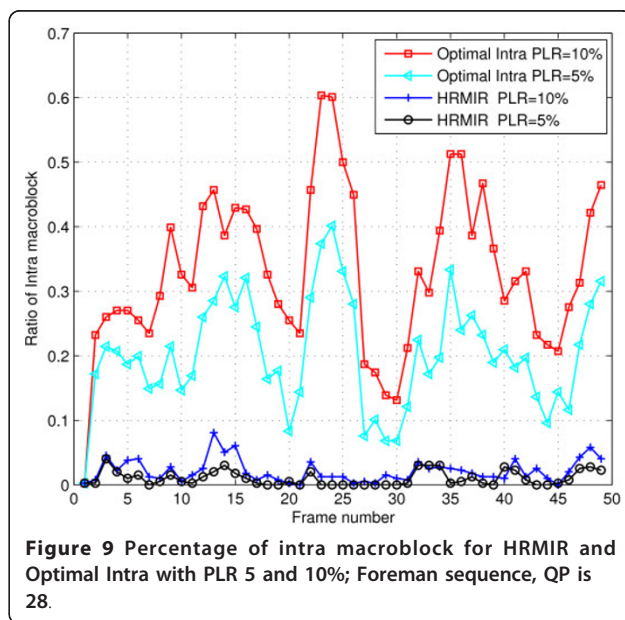 0.7
0.6
0.5
0.4
0.3
0.2
0.1
0
Ratio of Intra macroblock
Optimal Intra PLR=10%
Optimal Intra PLR=5%
HRMIR PLR=10%
HRMIR PLR=5%
0 5 10 15 20 25 30 35 40 45 50
Frame number
Figure 9 Percentage of intra macroblock for HRMIR and
Optimal Intra with PLR 5 and 10%; Foreman sequence, QP is
28.